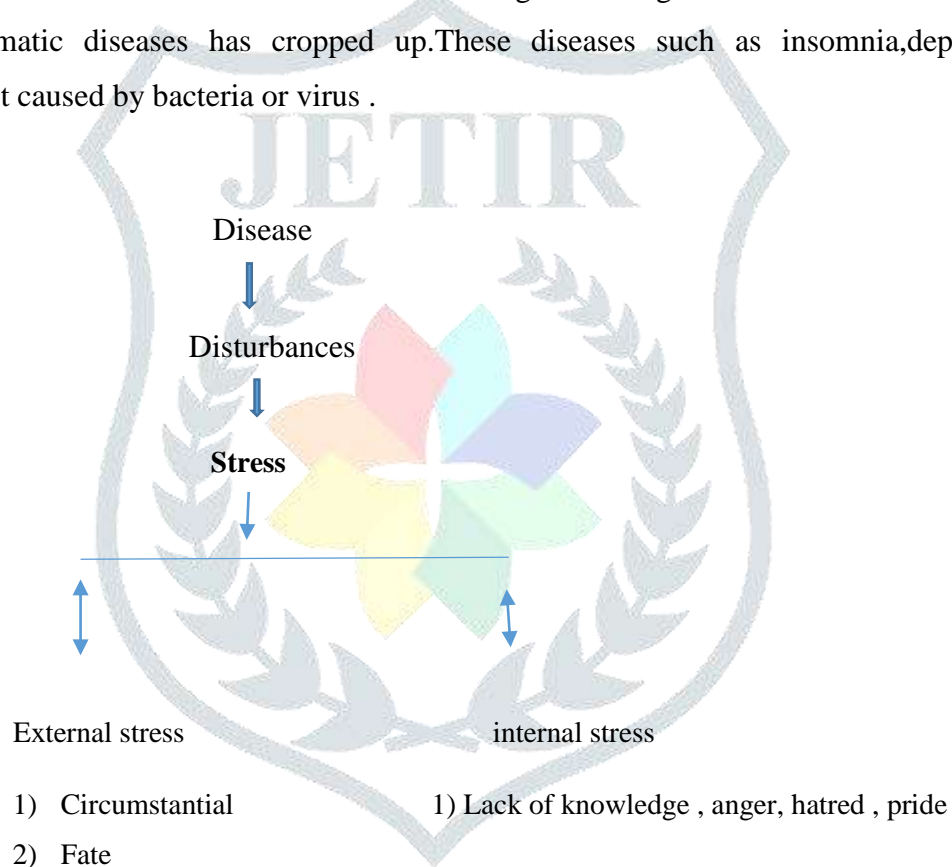 matic diseases has cropped up.These diseases such as insomnia,dep
t caused by bacteria or virus .
JETIR
Disease
Disturbances
Stress
External stress internal stress
1) Circumstantial 1) Lack of knowledge , anger, hatred , pride
2) Fate